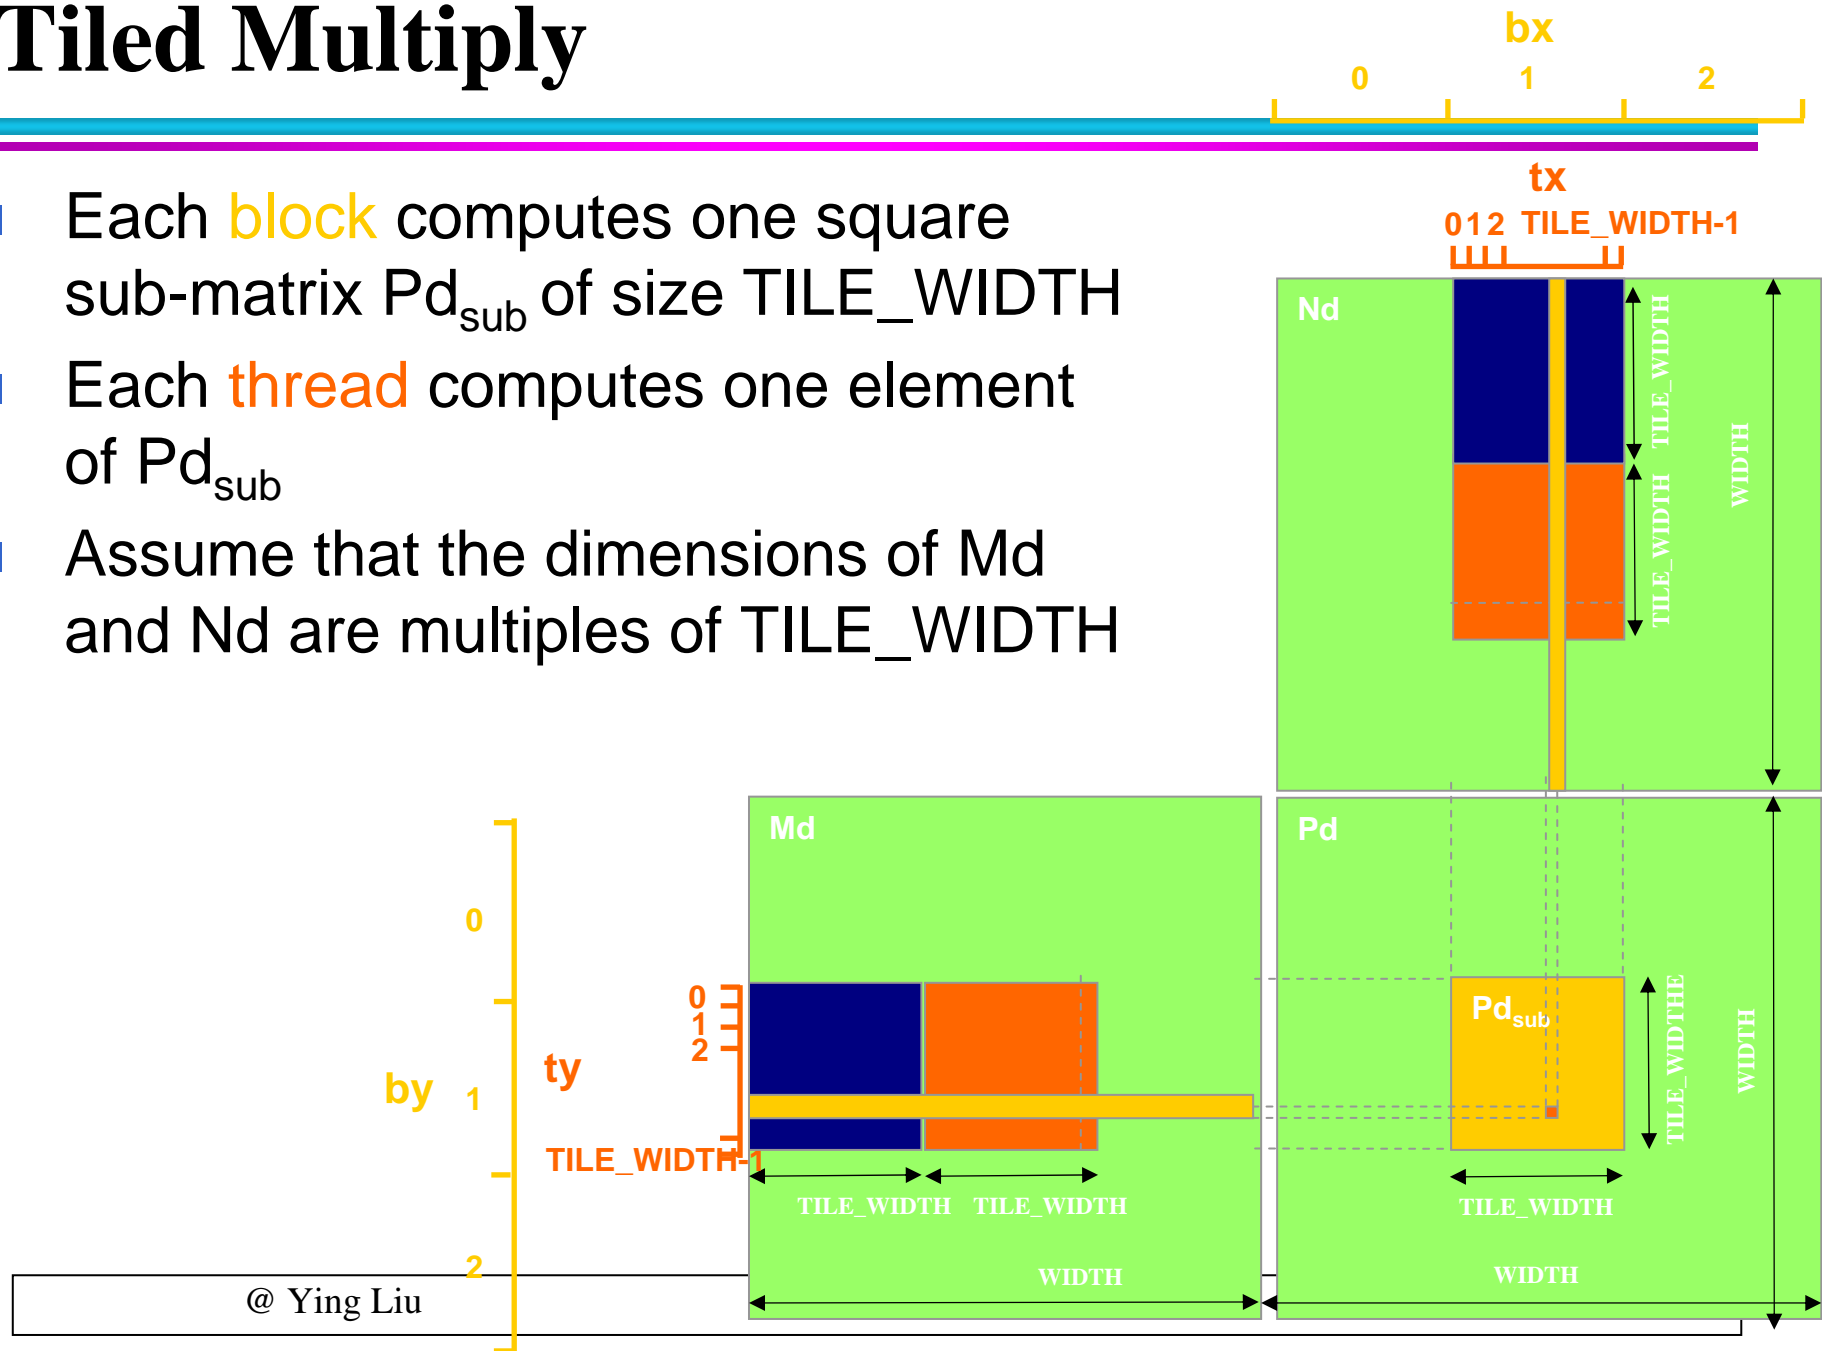 Tiled Multiply
bx
0 1 2
tx
0 1 2 TILE_WIDTH-1
Each block computes one square
sub-matrix Pdsub of size TILE_WIDTH
Each thread computes one element
of Pdsub
Assume that the dimensions of Md
and Nd are multiples of TILE_WIDTH
Nd
TILE_WIDTH
TILE_WIDTH
WIDTH
Md
Pd
Pdsub
TILE_WIDTHE
WIDTH
by
0
1
2
ty
0
1
2
TILE_WIDTH-1
TILE_WIDTH TILE_WIDTH
TILE_WIDTH
WIDTH
WIDTH
@ Ying Liu